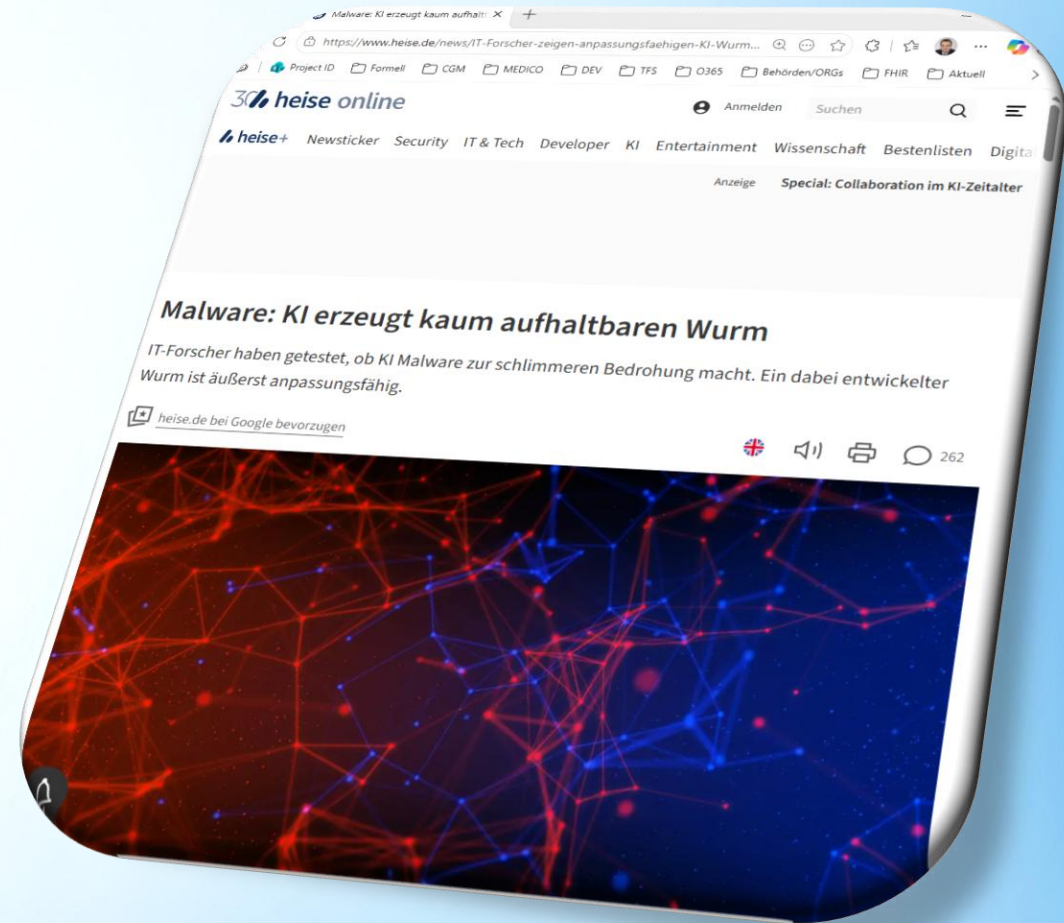 Malware: KI erzeugt kaum aufhalt
https://www.heise.de/news/IT-Forscher-zeigen-anpassungsfaehigen-KI-Wurm...
Project ID Formell CGM MEDICO DEV TFS O365 Behörden/ORGs FHIR Aktuell
heise online Anmelden Suchen
heise+ Newsticker Security IT & Tech Developer KI Entertainment Wissenschaft Bestenlisten Digita
Anzeige Special: Collaboration im KI-Zeitalter
Malware: KI erzeugt kaum aufhaltbaren Wurm
IT-Forscher haben getestet, ob KI Malware zur schlimmeren Bedrohung macht. Ein dabei entwickelter
Wurm ist äußerst anpassungsfähig.
heise.de bei Google bevorzugen
262